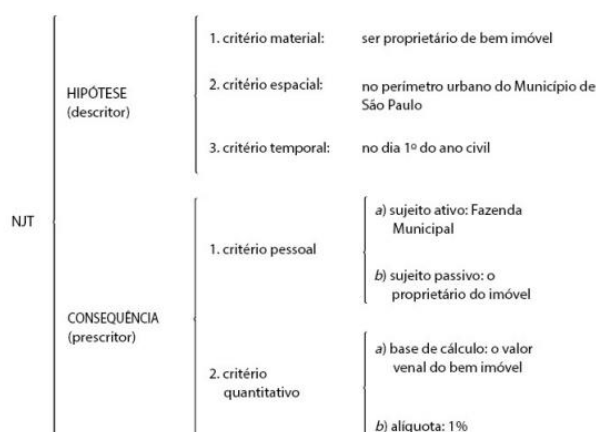 1. critério material: ser proprietário de bem imóvel
HIPÓTESE
(descritor)
2. critério espacial: no perímetro urbano do Município de
São Paulo
3. critério temporal: no dia 1º do ano civil
NJT
1. critério pessoal
a) sujeito ativo: Fazenda
Municipal
b) sujeito passivo: o
proprietário do imóvel
CONSEQUÊNCIA
(prescritor)
2. critério
quantitativo
a) base de cálculo: o valor
venal do bem imóvel
b) alíquota: 1%